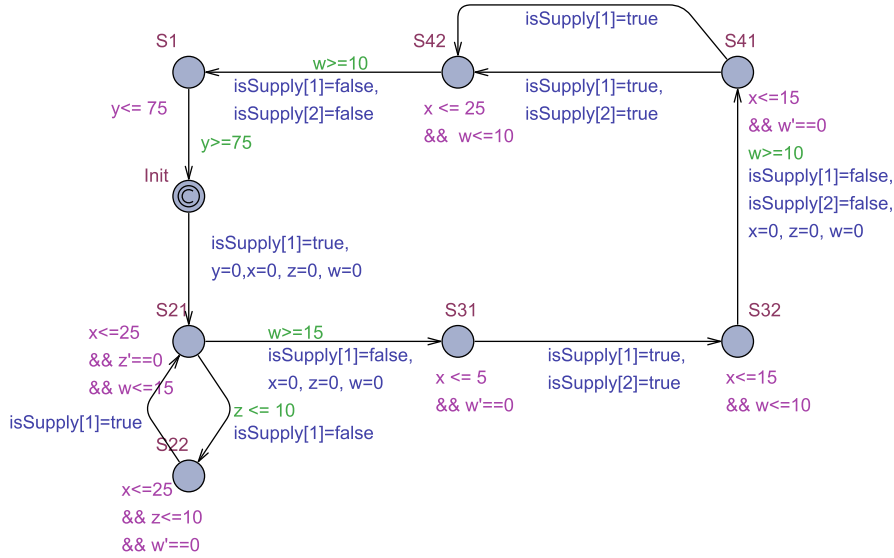 isSupply[1]=true
S1
S42
S41
w>=10
isSupply[1]=false,
isSupply[2]=false
isSupply[1]=true,
isSupply[2]=true
y<= 75
x <= 25
&& w<=10
x<=15
&& w'==0
y>=75
w>=10
isSupply[1]=false,
isSupply[2]=false,
x=0, z=0, w=0
Init
C
isSupply[1]=true,
y=0,x=0, z=0, w=0
S21
S31
S32
x<=25
&& z'==0
&& w<=15
w>=15
isSupply[1]=false,
x=0, z=0, w=0
isSupply[1]=true,
isSupply[2]=true
x <= 5
&& w'==0
x<=15
&& w<=10
isSupply[1]=true
z <= 10
isSupply[1]=false
S22
x<=25
&& z<=10
&& w'==0